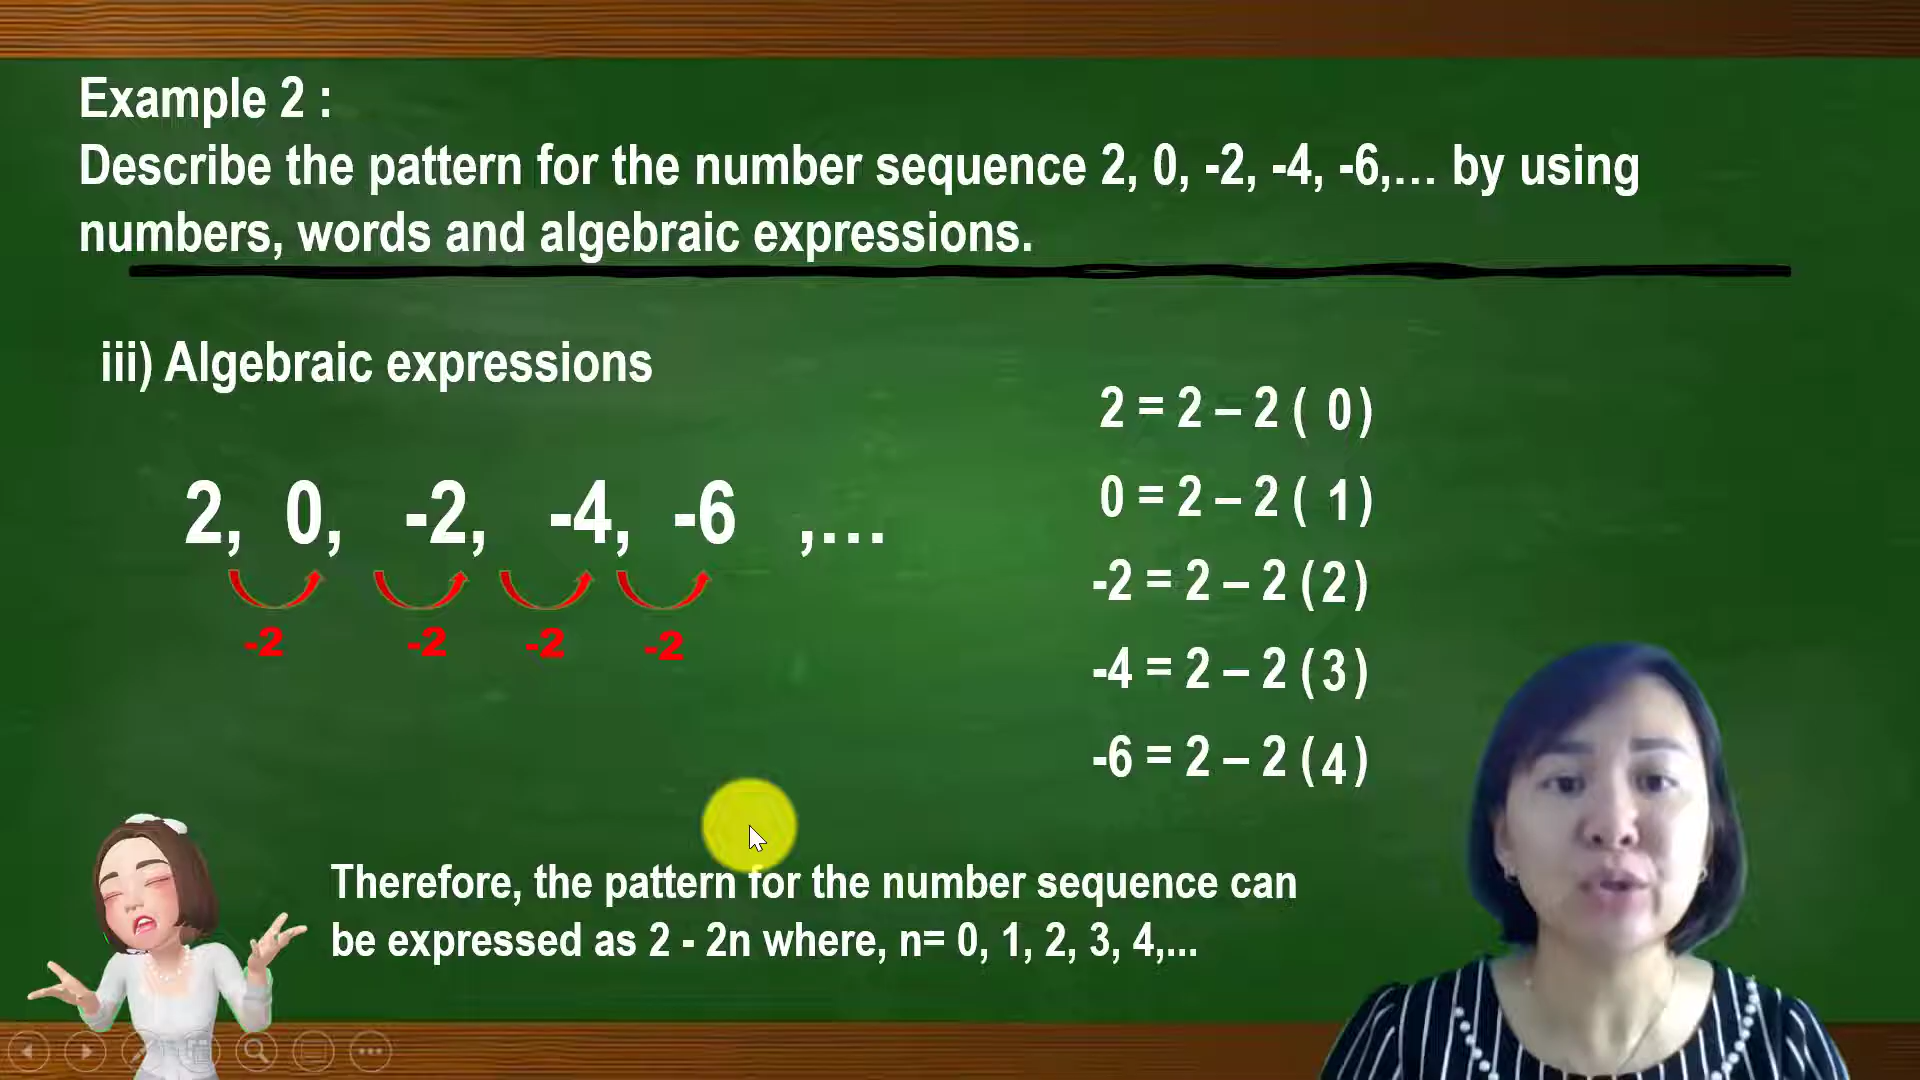 Example 2 :
Describe the pattern for the number sequence 2, 0, -2, -4, -6,... by using
numbers, words and algebraic expressions.
iii) Algebraic expressions
2, 0, -2, -4, -6 ,...
-2 -2 -2 -2
2 = 2 – 2 ( 0 )
0 = 2 – 2 ( 1 )
-2 = 2 – 2 ( 2 )
-4 = 2 – 2 ( 3 )
-6 = 2 – 2 ( 4 )
Therefore, the pattern for the number sequence can
be expressed as 2 - 2n where, n= 0, 1, 2, 3, 4,...